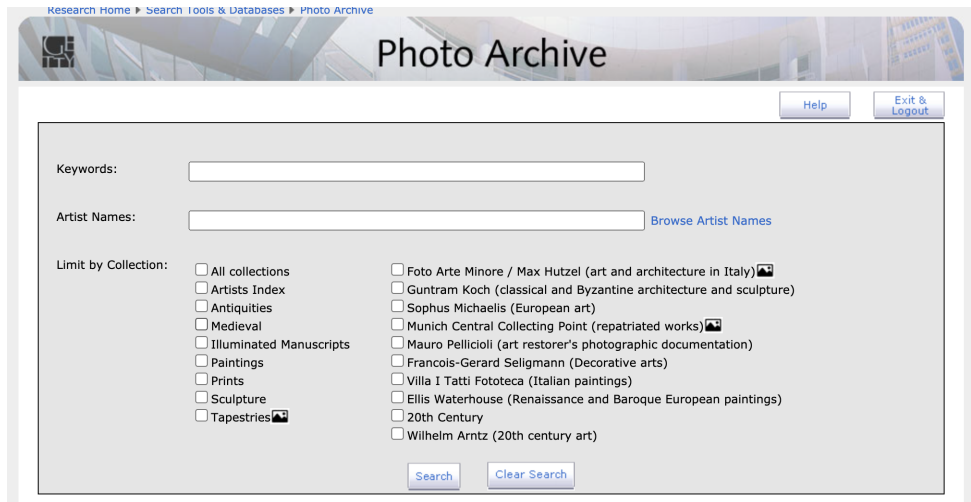 Research Home ▶ Search Tools & Databases ▶ Photo Archive
GE
TTY
Photo Archive
Help
Exit &
Logout
Keywords:
Artist Names:
Browse Artist Names
Limit by Collection:
All collections
Artists Index
Antiquities
Medieval
Illuminated Manuscripts
Paintings
Prints
Sculpture
Tapestries
Foto Arte Minore / Max Hutzel (art and architecture in Italy)
Guntram Koch (classical and Byzantine architecture and sculpture)
Sophus Michaelis (European art)
Munich Central Collecting Point (repatriated works)
Mauro Pellicioli (art restorer's photographic documentation)
Francois-Gerard Seligmann (Decorative arts)
Villa I Tatti Fototeca (Italian paintings)
Ellis Waterhouse (Renaissance and Baroque European paintings)
20th Century
Wilhelm Arntz (20th century art)
Search
Clear Search